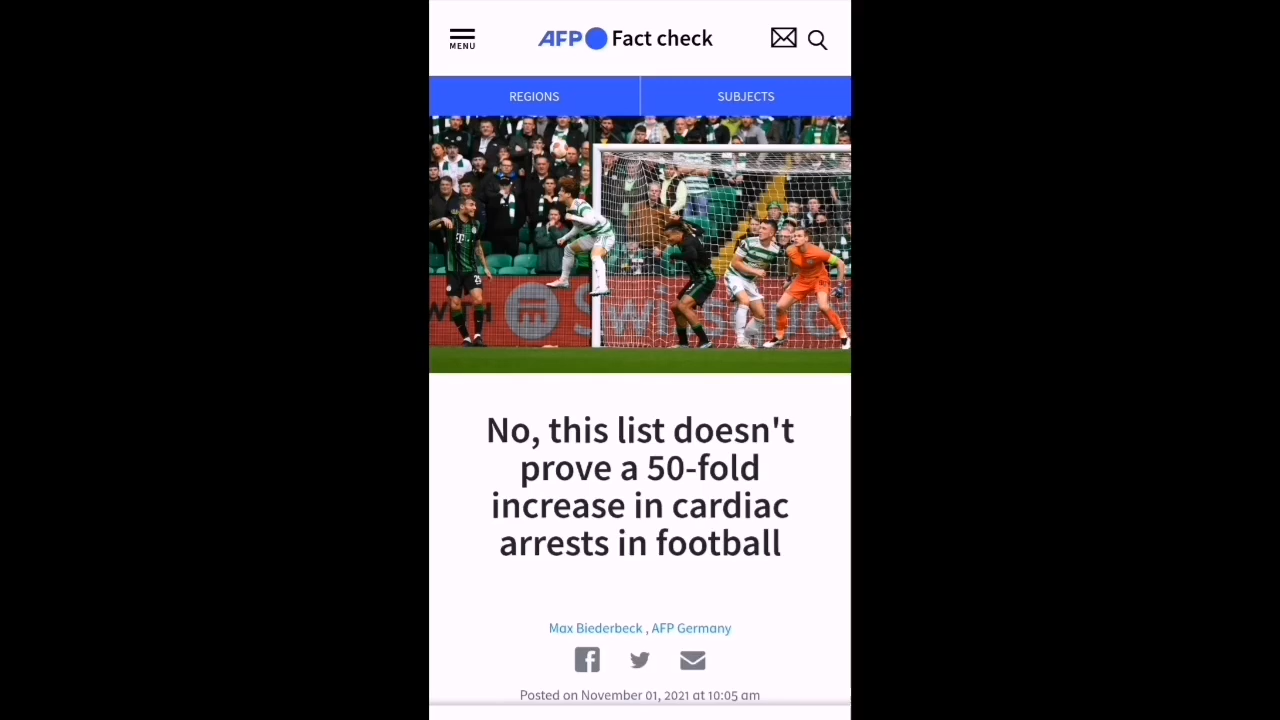 MENU
AFP Fact check
REGIONS
SUBJECTS
No, this list doesn't
prove a 50-fold
increase in cardiac
arrests in football
Max Biederbeck , AFP Germany
Posted on November 01, 2021 at 10:05 am